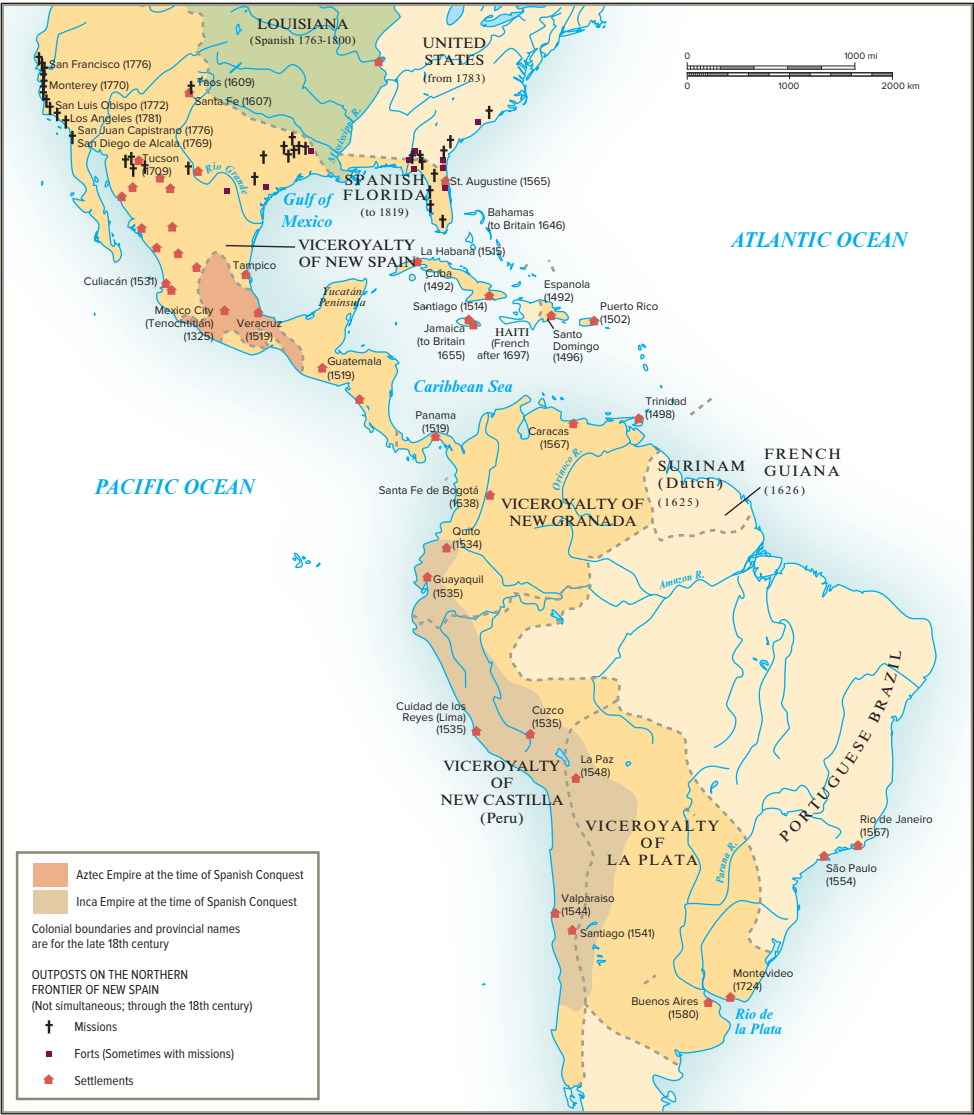 LOUISIANA
(Spanish 1763-1800)
UNITED
STATES
(from 1783)
0
1000 mi
0
1000
2000 km
San Francisco (1776)
Monterey (1770)
San Luis Obispo (1772)
Los Angeles (1781)
San Juan Capistrano (1776)
San Diego de Alcala (1769)
Taos (1609)
Santa Fe (1607)
Tucson
(1709)
Rio Grande
Mississippi R.
SPANISH
FLORIDA
(to 1819)
St. Augustine (1565)
Gulf of
Mexico
Bahamas
(to Britain 1646)
ATLANTIC OCEAN
VICEROYALTY
OF NEW SPAIN
La Habana (1515)
Cuba
(1492)
Tampico
Culiacán (1531)
Yucatán
Peninsula
Espanola
(1492)
Puerto Rico
(1502)
Santiago (1514)
Mexico City
(Tenochtitlán)
(1325)
Veracruz
(1519)
Jamaica
(to Britain
1655)
HAITI
(French
after 1697)
Santo
Domingo
(1496)
Guatemala
(1519)
Caribbean Sea
Trinidad
(1498)
Panama
(1519)
Caracas
(1567)
Orinoco R.
PACIFIC OCEAN
SURINAM
(Dutch)
(1625)
FRENCH
GUIANA
(1626)
Santa Fe de Bogotá
(1538)
VICEROYALTY OF
NEW GRANADA
Quito
(1534)
Guayaquil
(1535)
Amazon R.
Cuidad de los
Reyes (Lima)
(1535)
Cuzco
(1535)
PORTUGUESE BRAZIL
VICEROYALTY
OF
NEW CASTILLA
(Peru)
La Paz
(1548)
VICEROYALTY
OF
LA PLATA
Parana R.
Rio de Janeiro
(1567)
São Paulo
(1554)
Valparaiso
(1544)
Santiago (1541)
Montevideo
(1724)
Buenos Aires
(1580)
Rio de
la Plata
Aztec Empire at the time of Spanish Conquest
Inca Empire at the time of Spanish Conquest
Colonial boundaries and provincial names
are for the late 18th century
OUTPOSTS ON THE NORTHERN
FRONTIER OF NEW SPAIN
(Not simultaneous; through the 18th century)
Missions
Forts (Sometimes with missions)
Settlements